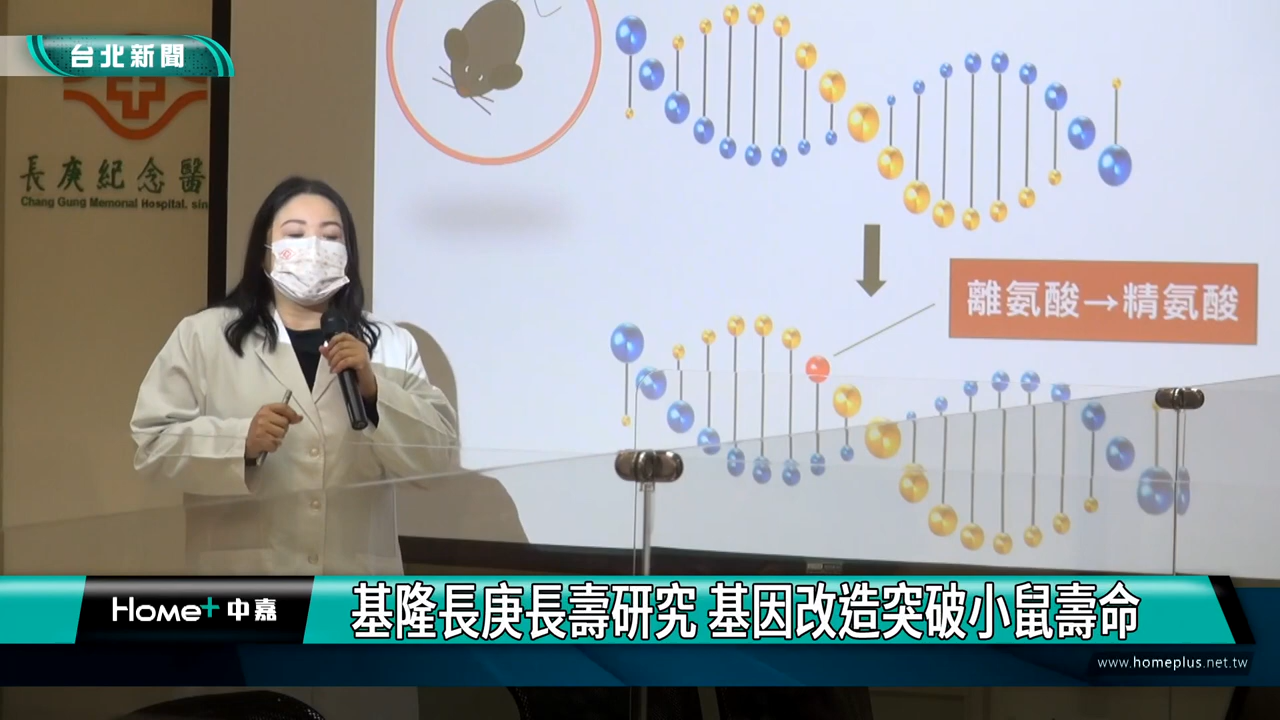 台北新聞
長庚紀念醫
Chang Gung Memorial Hospital, sin
離氨酸→精氨酸
Home+ 中嘉
基隆長庚長壽研究 基因改造突破小鼠壽命
www.homeplus.net.tw